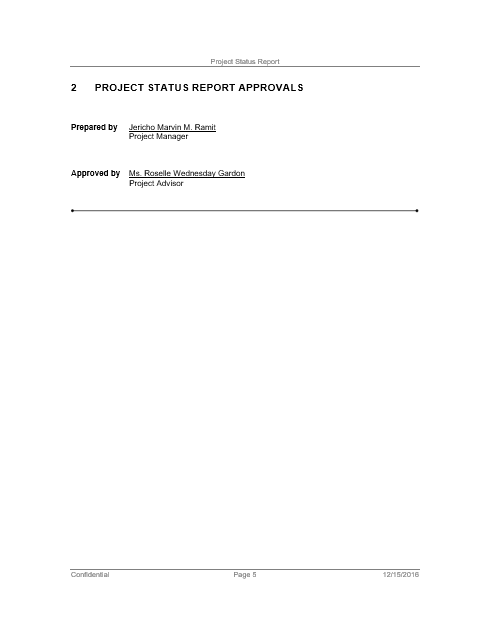 Project Status Report
2 PROJECT STATUS REPORT APPROVALS
Prepared by Jericho Marvin M. Ramit
Project Manager
Approved by Ms. Roselle Wednesday Gardon
Project Advisor
Confidential Page 5 12/15/2016